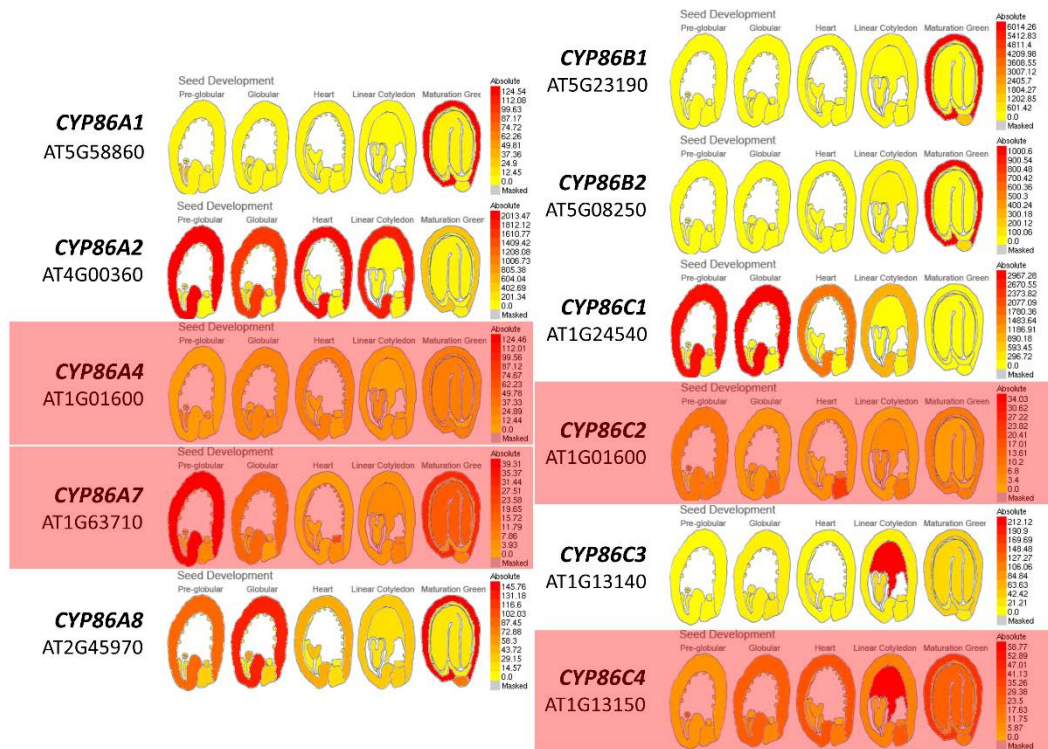 Seed Development
Pre-globular Globular Heart Linear Cotyledon Maturation Green
CYP86A1
AT5G58860
Absolute
124.54
112.08
99.63
87.17
74.72
62.26
49.81
37.36
24.9
12.45
0.0
Masked
Seed Development
Pre-globular Globular Heart Linear Cotyledon Maturation Green
CYP86A2
AT4G00360
Absolute
2013.47
1812.12
1610.77
1409.42
1208.08
1006.73
805.38
604.04
402.69
201.34
0.0
Masked
Seed Development
Pre-globular Globular Heart Linear Cotyledon Maturation Green
CYP86A4
AT1G01600
Absolute
124.46
112.01
99.56
87.12
74.67
62.23
49.78
37.33
24.89
12.44
0.0
Masked
Seed Development
Pre-globular Globular Heart Linear Cotyledon Maturation Gree
CYP86A7
AT1G63710
Absolute
39.31
35.37
31.44
27.51
23.58
19.65
15.72
11.79
7.86
3.93
0.0
Masked
Seed Development
Pre-globular Globular Heart Linear Cotyledon Maturation Green
CYP86A8
AT2G45970
Absolute
145.76
131.18
116.6
102.03
87.45
72.88
58.3
43.72
29.15
14.57
0.0
Masked
Seed Development
Pre-globular Globular Heart Linear Cotyledon Maturation Green
CYP86B1
AT5G23190
Absolute
6014.26
5412.83
4811.4
4209.98
3608.55
3007.12
2405.7
1804.27
1202.85
601.42
0.0
Masked
Seed Development
Pre-globular Globular Heart Linear Cotyledon Maturation Green
CYP86B2
AT5G08250
Absolute
1000.6
900.54
800.48
700.42
600.36
500.3
400.24
300.18
200.12
100.06
0.0
Masked
Seed Development
Pre-globular Globular Heart Linear Cotyledon Maturation Green
CYP86C1
AT1G24540
Absolute
2967.28
2670.55
2373.82
2077.09
1780.36
1483.64
1186.91
890.18
593.45
296.72
0.0
Masked
Seed Development
Pre-globular Globular Heart Linear Cotyledon Maturation Green
CYP86C2
AT1G01600
Absolute
34.03
30.62
27.22
23.82
20.41
17.01
13.61
10.2
6.8
3.4
0.0
Masked
Seed Development
Pre-globular Globular Heart Linear Cotyledon Maturation Green
CYP86C3
AT1G13140
Absolute
212.12
190.9
169.69
148.48
127.27
106.06
84.84
63.63
42.42
21.21
0.0
Masked
Seed Development
Pre-globular Globular Heart Linear Cotyledon Maturation Green
CYP86C4
AT1G13150
Absolute
58.77
52.89
47.01
41.13
35.26
29.38
23.5
17.63
11.75
5.87
0.0
Masked